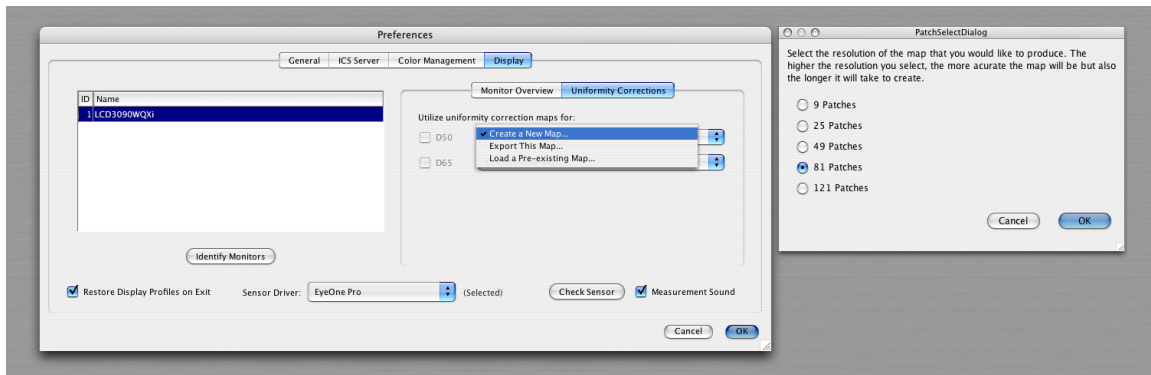 Preferences
General
ICS Server
Color Management
Display
ID Name
1 LCD3090WQXi
Monitor Overview
Uniformity Corrections
Utilize uniformity correction maps for:
D50
D65
✔ Create a New Map...
Export This Map...
Load a Pre-existing Map...
Identify Monitors
Restore Display Profiles on Exit
Sensor Driver:
EyeOne Pro
(Selected)
Check Sensor
Measurement Sound
Cancel
OK
PatchSelectDialog
Select the resolution of the map that you would like to produce. The
higher the resolution you select, the more acurate the map will be but also
the longer it will take to create.
9 Patches
25 Patches
49 Patches
81 Patches
121 Patches
Cancel
OK